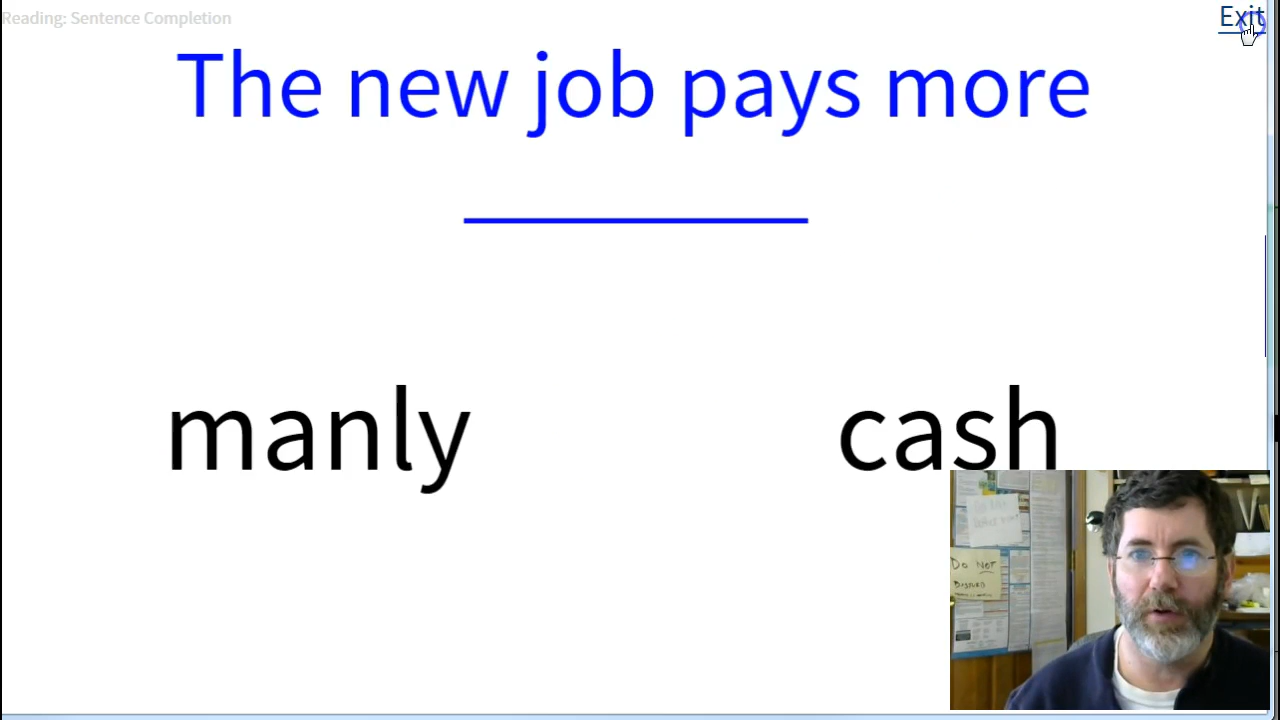 Reading: Sentence Completion
Exit
The new job pays more
manly
cash
Do NOT
DISTURB